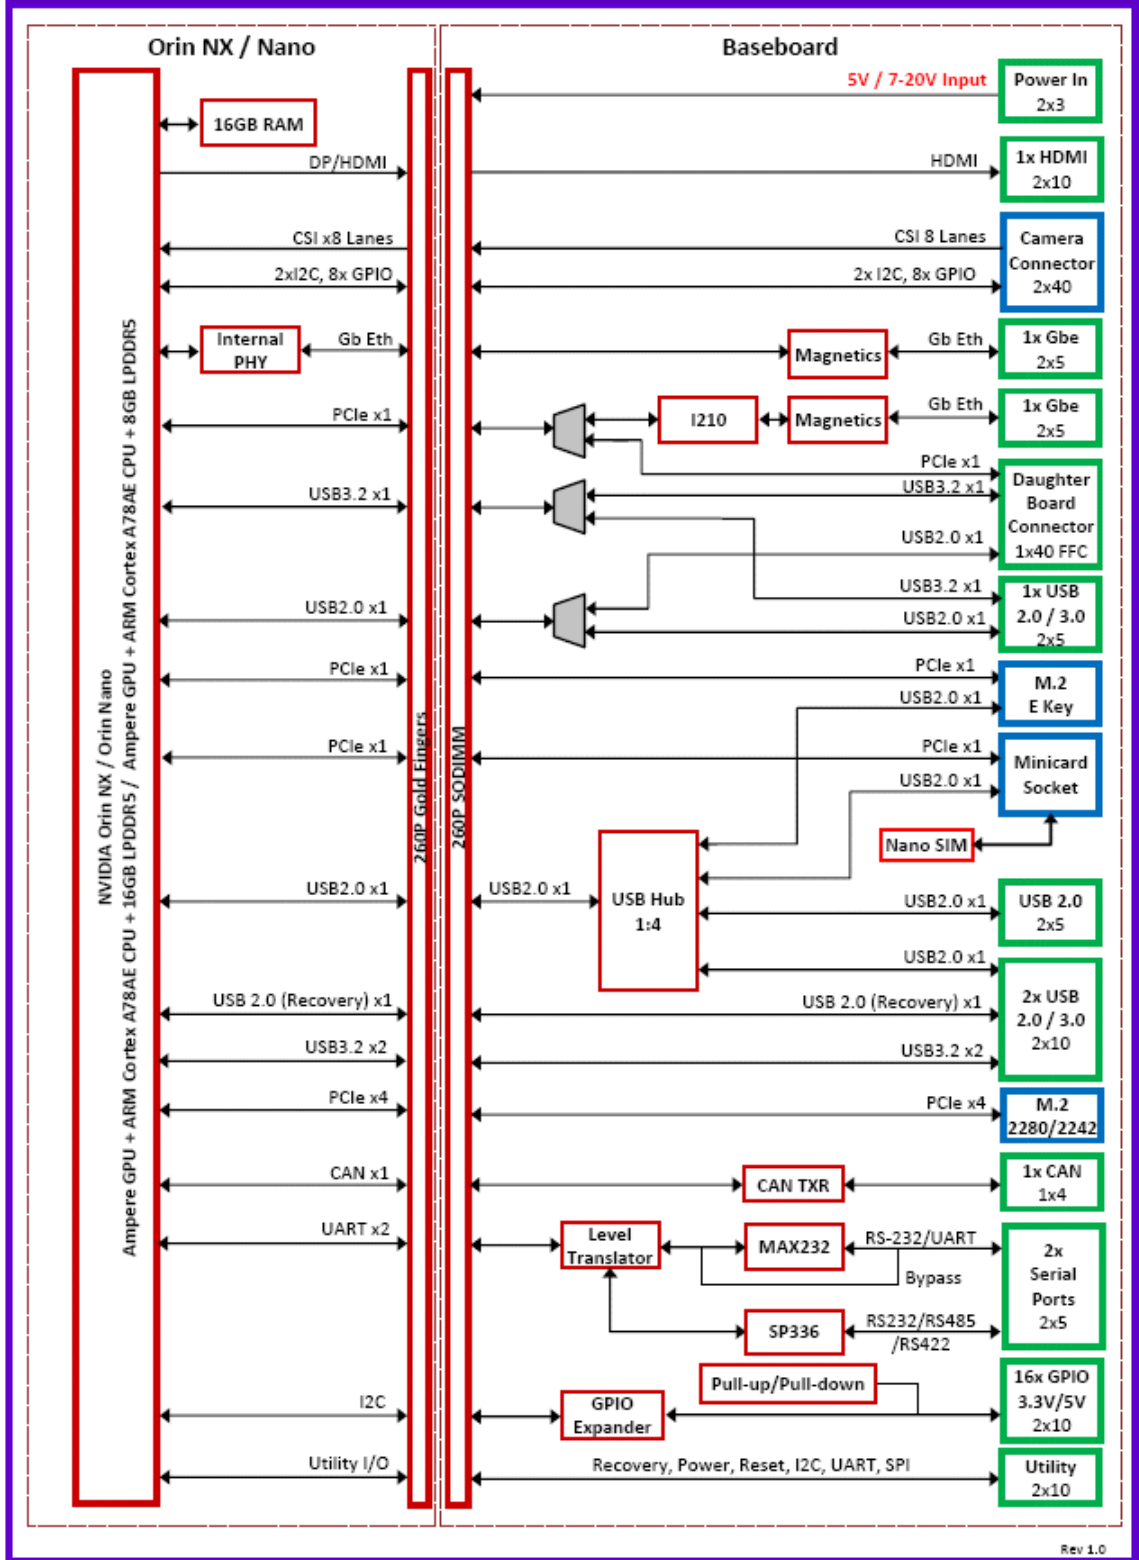 Orin NX / Nano
Baseboard
NVIDIA Orin NX / Orin Nano
Ampere GPU + ARM Cortex A78AE CPU + 16GB LPDDR5 / Ampere GPU + ARM Cortex A78AE CPU + 8GB LPDDR5
260P Gold Fingers
260P SODIMM
5V / 7-20V Input
Power In
2x3
16GB RAM
DP/HDMI
HDMI
1x HDMI
2x10
CSI x8 Lanes
CSI 8 Lanes
2xI2C, 8x GPIO
2x I2C, 8x GPIO
Camera
Connector
2x40
Internal
PHY
Gb Eth
Magnetics
Gb Eth
1x Gbe
2x5
PCIe x1
I210
Magnetics
Gb Eth
1x Gbe
2x5
PCIe x1
USB3.2 x1
USB3.2 x1
USB2.0 x1
Daughter
Board
Connector
1x40 FFC
USB2.0 x1
USB3.2 x1
USB2.0 x1
1x USB
2.0 / 3.0
2x5
PCIe x1
PCIe x1
USB2.0 x1
M.2
E Key
PCIe x1
PCIe x1
USB2.0 x1
Minicard
Socket
Nano SIM
USB2.0 x1
USB2.0 x1
USB Hub
1:4
USB2.0 x1
USB 2.0
2x5
USB2.0 x1
USB 2.0 (Recovery) x1
USB 2.0 (Recovery) x1
USB3.2 x2
USB3.2 x2
2x USB
2.0 / 3.0
2x10
PCIe x4
PCIe x4
M.2
2280/2242
CAN x1
CAN TXR
1x CAN
1x4
UART x2
Level
Translator
MAX232
RS-232/UART
Bypass
SP336
RS232/RS485
/RS422
2x
Serial
Ports
2x5
Pull-up/Pull-down
I2C
GPIO
Expander
16x GPIO
3.3V/5V
2x10
Utility I/O
Recovery, Power, Reset, I2C, UART, SPI
Utility
2x10
Rev 1.0